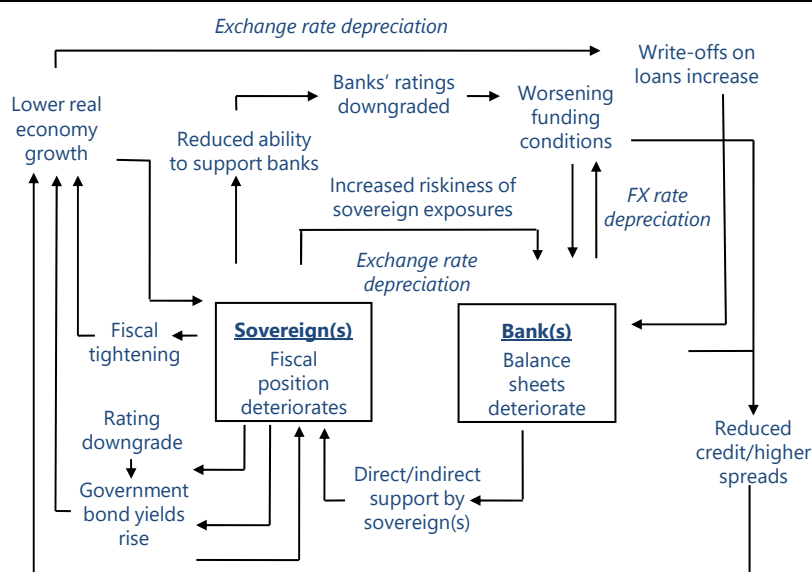 Exchange rate depreciation
Write-offs on
loans increase
Banks’ ratings
downgraded
Worsening
funding
conditions
Lower real
economy
growth
Reduced ability
to support banks
Increased riskiness of
sovereign exposures
FX rate
depreciation
Exchange rate
depreciation
Sovereign(s)
Fiscal
position
deteriorates
Bank(s)
Balance
sheets
deteriorate
Fiscal
tightening
Rating
downgrade
Government
bond yields
rise
Direct/indirect
support by
sovereign(s)
Reduced
credit/higher
spreads